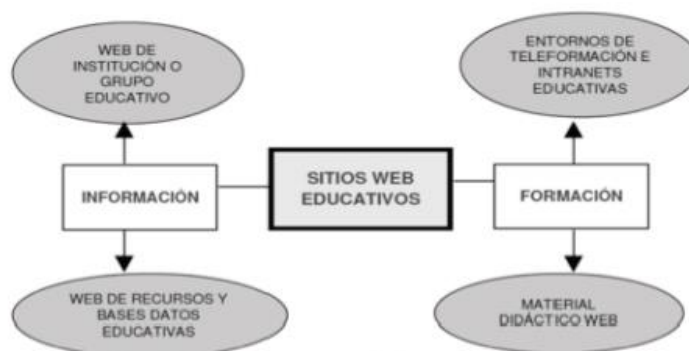 WEB DE
INSTITUCIÓN O
GRUPO
EDUCATIVO
ENTORNOS DE
TELEFORMACIÓN E
INTRANETS
EDUCATIVAS
INFORMACIÓN
SITIOS WEB
EDUCATIVOS
FORMACIÓN
WEB DE RECURSOS Y
BASES DATOS
EDUCATIVAS
MATERIAL
DIDÁCTICO WEB